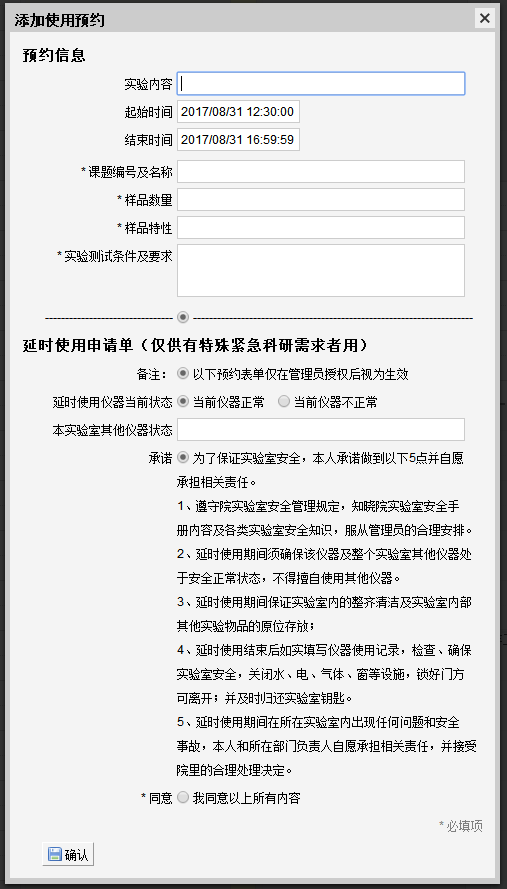 添加使用预约
预约信息
实验内容
起始时间 2017/08/31 12:30:00
结束时间 2017/08/31 16:59:59
* 课题编号及名称
* 样品数量
* 样品特性
* 实验测试条件及要求
延时使用申请单（仅供有特殊紧急科研需求者用）
备注： 以下预约表单仅在管理员授权后视为生效
延时使用仪器当前状态 当前仪器正常 当前仪器不正常
本实验室其他仪器状态
承诺 为了保证实验室安全，本人承诺做到以下5点并自愿
承担相关责任。
1、遵守院实验室安全管理规定，知晓院实验室安全手
册内容及各类实验室安全知识，服从管理员的合理安排。
2、延时使用期间须确保该仪器及整个实验室其他仪器处
于安全正常状态，不得擅自使用其他仪器。
3、延时使用期间保证实验室内的整齐清洁及实验室内部
其他实验物品的原位存放；
4、延时使用结束后如实填写仪器使用记录，检查、确保
实验室安全，关闭水、电、气体、窗等设施，锁好门方
可离开；并及时归还实验室钥匙。
5、延时使用期间在所在实验室内出现任何问题和安全
事故，本人和所在部门负责人自愿承担相关责任，并接受
院里的合理处理决定。
* 同意 我同意以上所有内容
* 必填项
确认